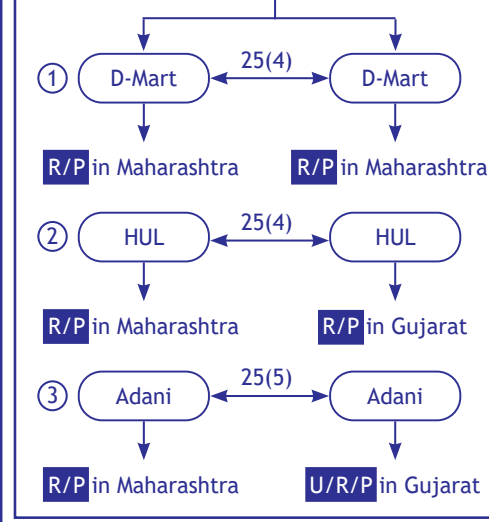 25(4)
① D-Mart D-Mart
R/P in Maharashtra R/P in Maharashtra
25(4)
② HUL HUL
R/P in Maharashtra R/P in Gujarat
25(5)
③ Adani Adani
R/P in Maharashtra U/R/P in Gujarat